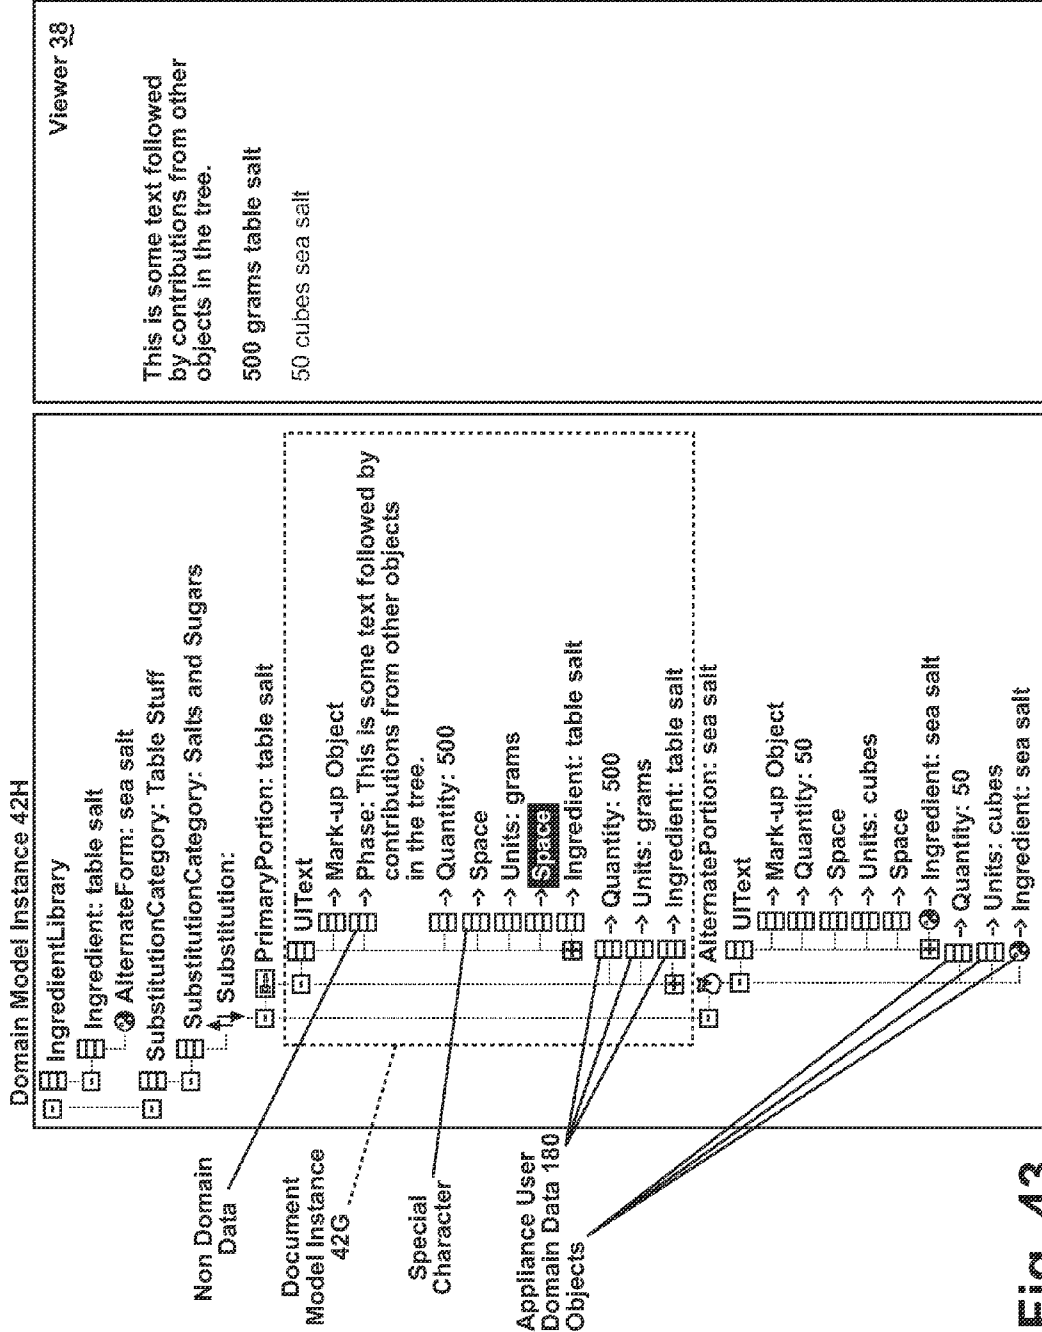 Domain Model Instance 42H
IngredientLibrary
Ingredient: table salt
AlternateForm: sea salt
SubstitutionCategory: Table Stuff
SubstitutionCategory: Salts and Sugars
Substitution:
PrimaryPortion: table salt
UIText
-> Mark-up Object
-> Phase: This is some text followed by
contributions from other objects
in the tree.
-> Quantity: 500
-> Space
-> Units: grams
-> Space
-> Ingredient: table salt
-> Quantity: 500
-> Units: grams
-> Ingredient: table salt
AlternatePortion: sea salt
UIText
-> Mark-up Object
-> Quantity: 50
-> Space
-> Units: cubes
-> Space
-> Ingredient: sea salt
-> Quantity: 50
-> Units: cubes
-> Ingredient: sea salt
Viewer 38
This is some text followed
by contributions from other
objects in the tree.
500 grams table salt
50 cubes sea salt
Non Domain
Data
Document
Model Instance
42G
Special
Character
Appliance User
Domain Data 180
Objects
Fig. 43